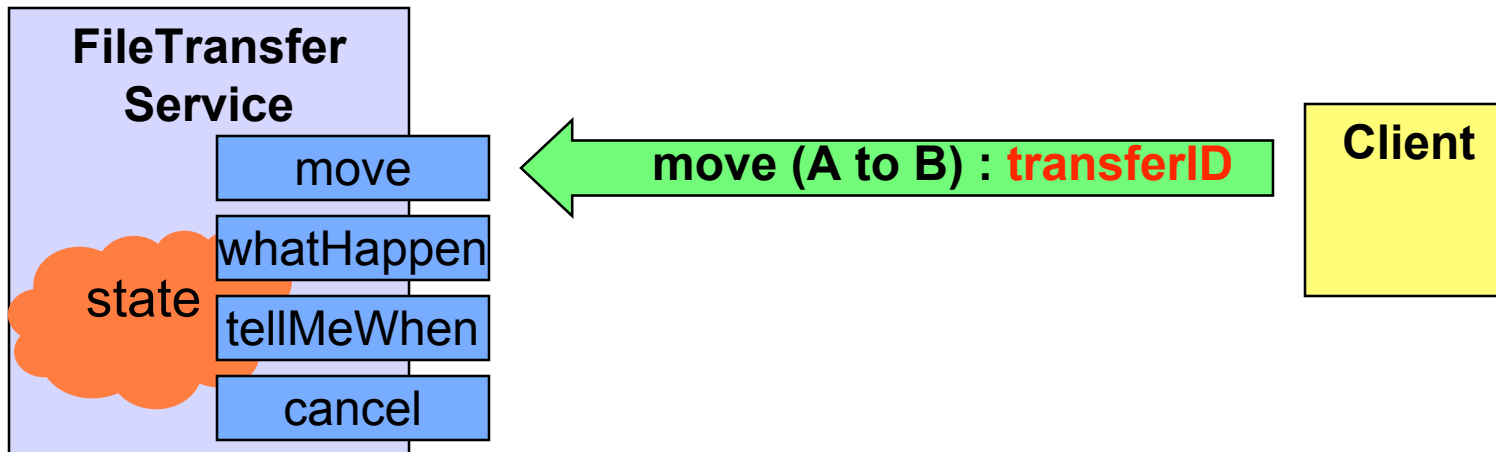 FileTransfer
Service
move
whatHappen
state
tellMeWhen
cancel
move (A to B) : transferID
Client